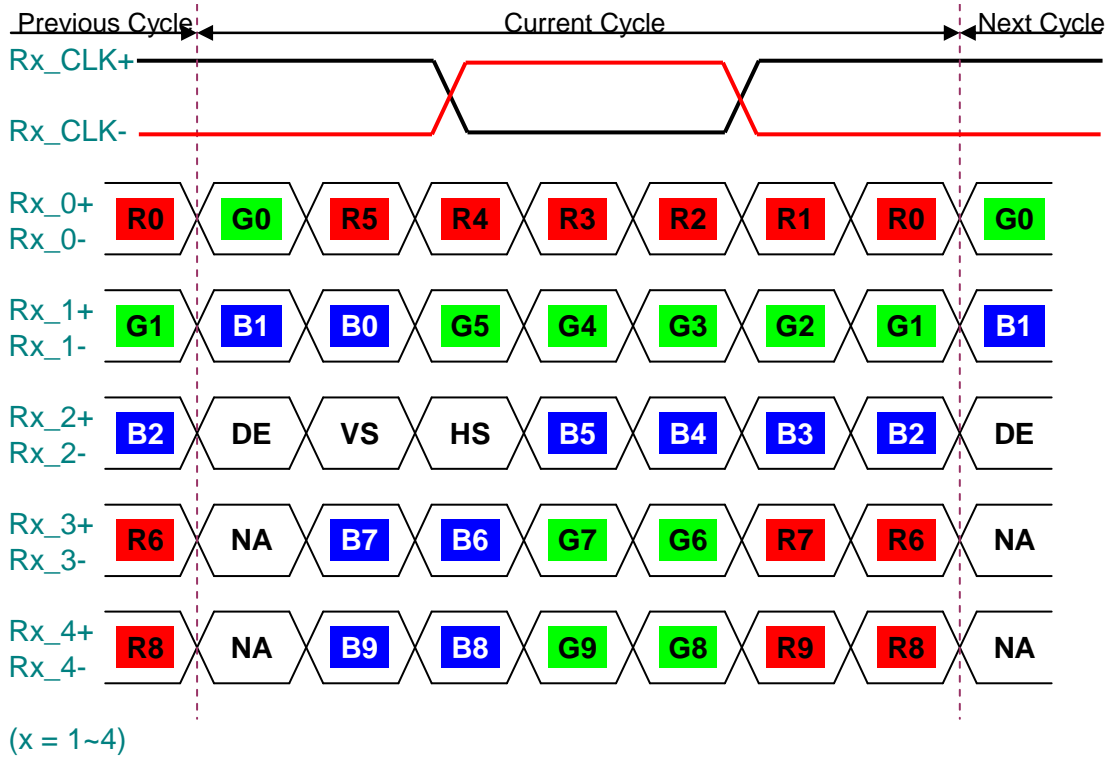 Previous Cycle Current Cycle Next Cycle
Rx_CLK+
Rx_CLK-
Rx_0+
Rx_0-
R0 G0 R5 R4 R3 R2 R1 R0 G0
Rx_1+
Rx_1-
G1 B1 B0 G5 G4 G3 G2 G1 B1
Rx_2+
Rx_2-
B2 DE VS HS B5 B4 B3 B2 DE
Rx_3+
Rx_3-
R6 NA B7 B6 G7 G6 R7 R6 NA
Rx_4+
Rx_4-
R8 NA B9 B8 G9 G8 R9 R8 NA
(x = 1~4)